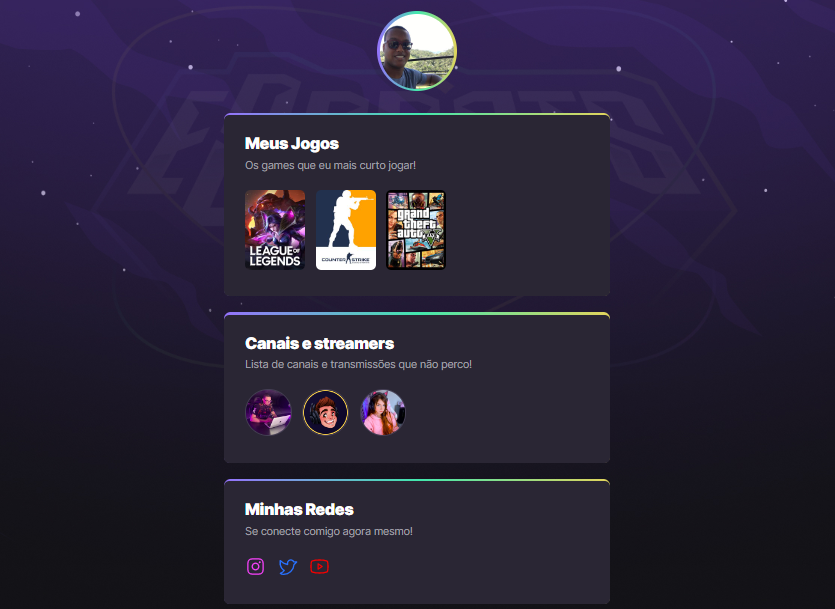 ESPORTS
Meus Jogos
Os games que eu mais curto jogar!
LEAGUE OF
LEGENDS
COUNTER STRIKE
grand
theft
auto
V
Canais e streamers
Lista de canais e transmissões que não perco!
Minhas Redes
Se conecte comigo agora mesmo!